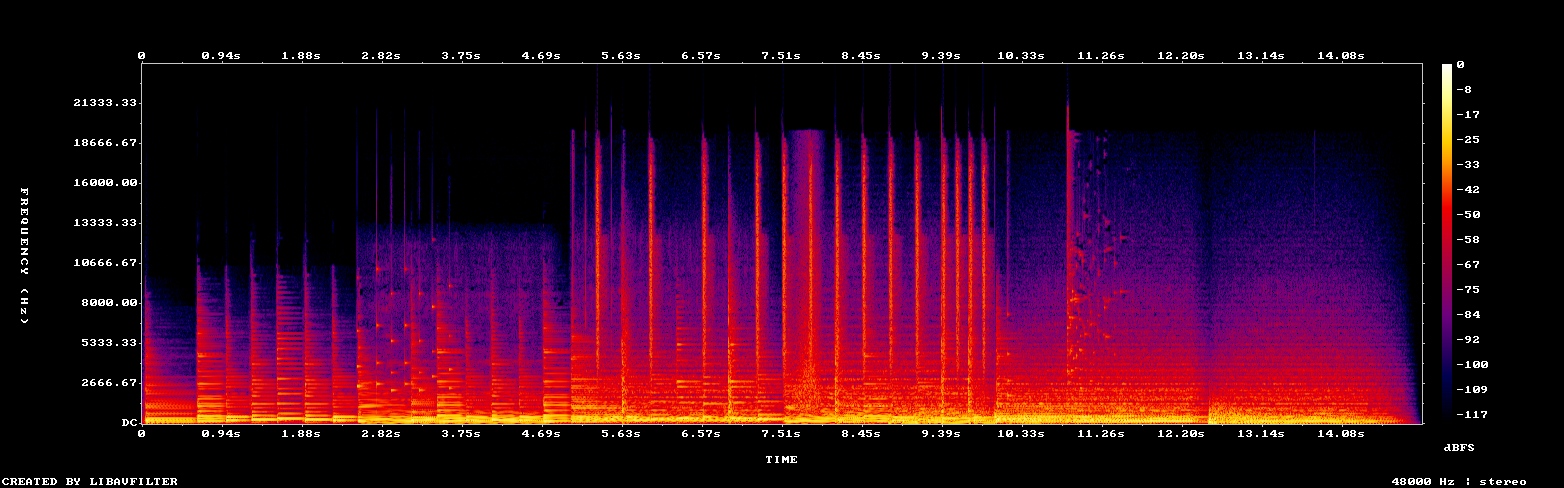 0 0.94s 1.88s 2.82s 3.75s 4.69s 5.63s 6.57s 7.51s 8.45s 9.39s 10.33s 11.26s 12.20s 13.14s 14.08s
21333.33
18666.67
16000.00
13333.33
10666.67
8000.00
5333.33
2666.67
DC
FREQUENCY (Hz)
0
-8
-17
-25
-33
-42
-50
-58
-67
-75
-84
-92
-100
-109
-117
dBFS
0 0.94s 1.88s 2.82s 3.75s 4.69s 5.63s 6.57s 7.51s 8.45s 9.39s 10.33s 11.26s 12.20s 13.14s 14.08s
TIME
CREATED BY LIBAVFILTER
48000 Hz | stereo